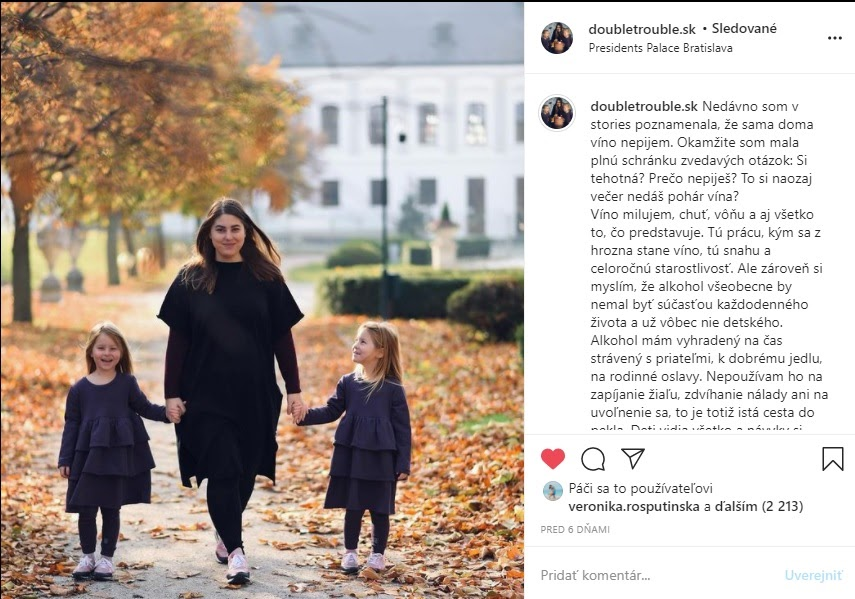 doubletrouble.sk • Sledované
Presidents Palace Bratislava
doubletrouble.sk Nedávno som v
stories poznamenala, že sama doma
víno nepijem. Okamžite som mala
plnú schránku zvedavých otázok: Si
tehotná? Prečo nepiješ? To si naozaj
večer nedáš pohár vína?
Víno milujem, chuť, vôňu a aj všetko
to, čo predstavuje. Tú prácu, kým sa z
hrozna stane víno, tú snahu a
celoročnú starostlivosť. Ale zároveň si
myslím, že alkohol všeobecne by
nemal byť súčasťou každodenného
života a už vôbec nie detského.
Alkohol mám vyhradený na čas
strávený s priateľmi, k dobrému jedlu,
na rodinné oslavy. Nepoužívam ho na
zapíjanie žiaľu, zdvíhanie nálady ani na
uvoľnenie sa, to je totiž istá cesta do
pekla. Deti vidia všetko a návyky si
Páči sa to používateľovi
veronika.rosputinska a ďalším (2 213)
PRED 6 DŇAMI
Pridať komentár...
Uverejniť